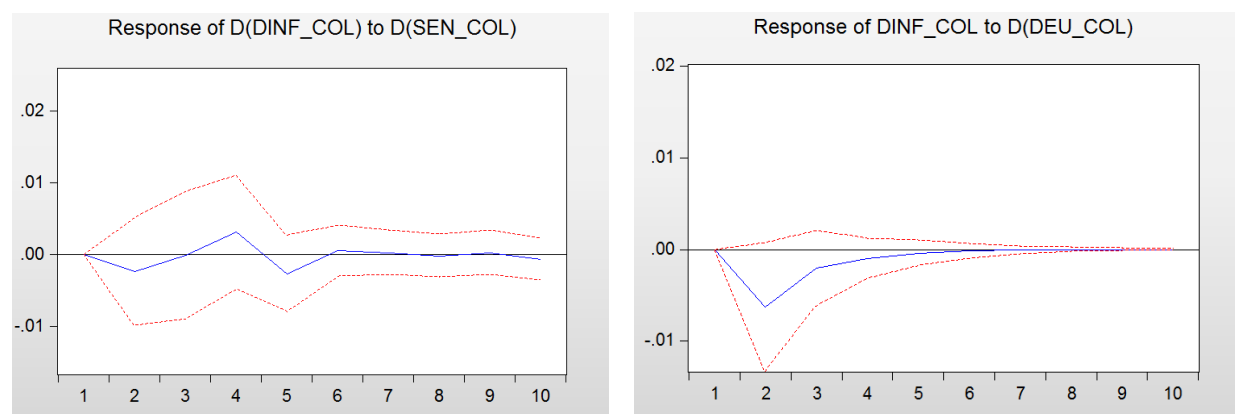 Response of D(DINF_COL) to D(SEN_COL)
.02
.01
.00
-.01
1 2 3 4 5 6 7 8 9 10
Response of DINF_COL to D(DEU_COL)
.02
.01
.00
-.01
1 2 3 4 5 6 7 8 9 10